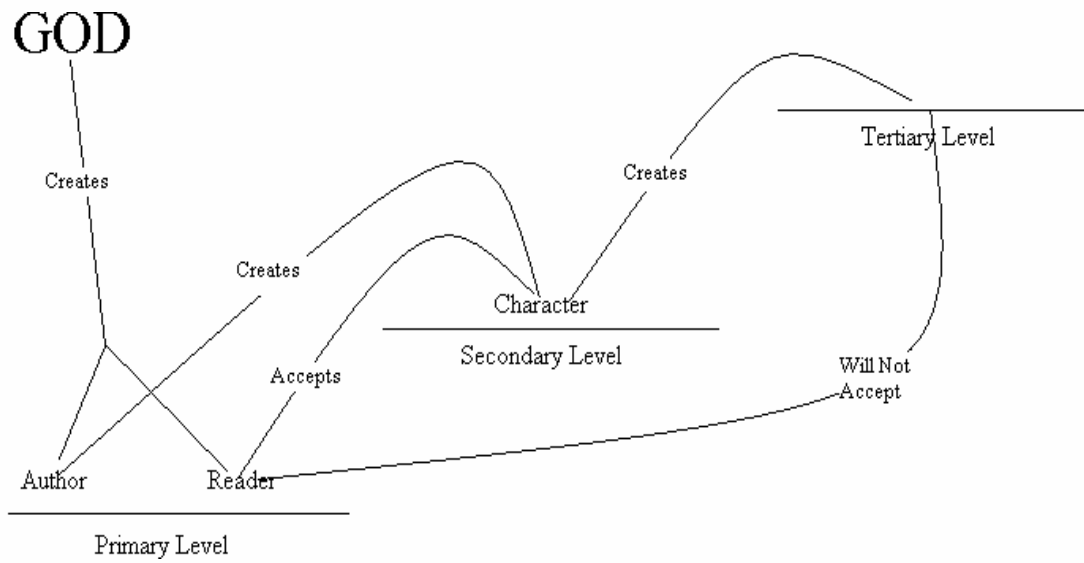 GOD
Creates
Creates
Accepts
Author
Reader
Primary Level
Character
Secondary Level
Creates
Tertiary Level
Will Not
Accept